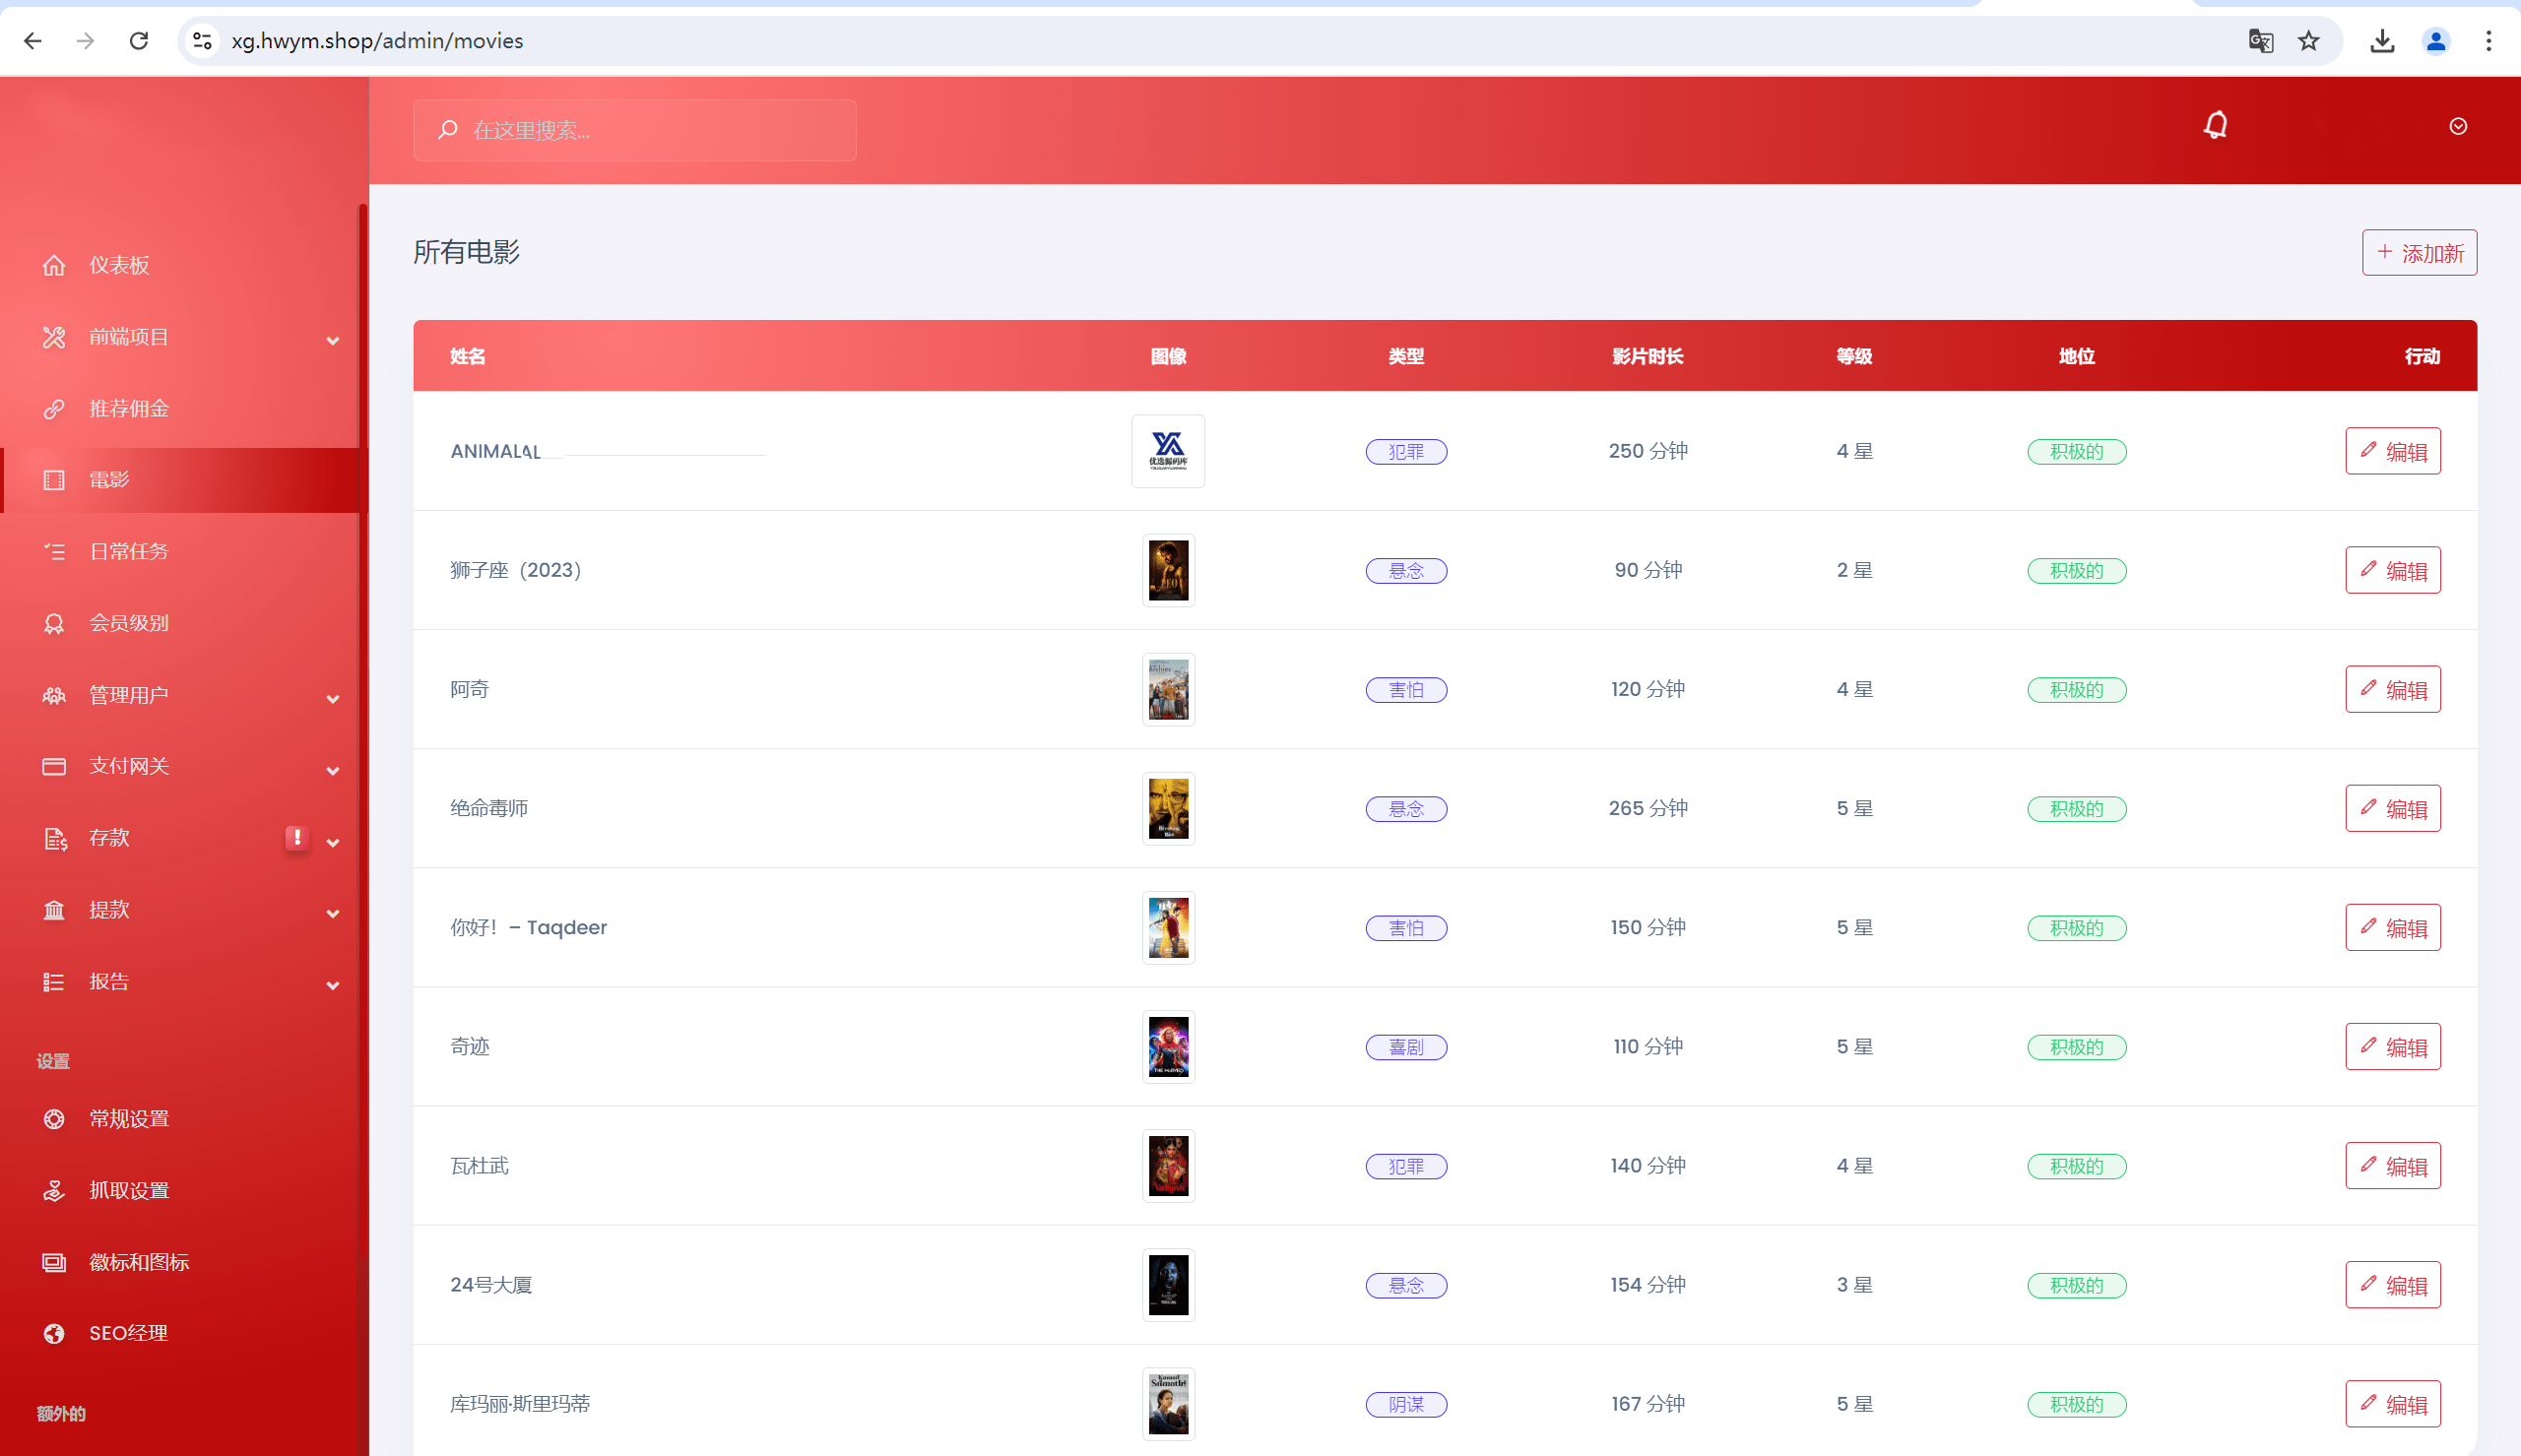 xg.hwym.shop/admin/movies
在这里搜索...
仪表板
前端项目
推荐佣金
電影
日常任务
会员级别
管理用户
支付网关
存款
提款
报告
设置
常规设置
抓取设置
徽标和图标
SEO经理
额外的
所有电影
+ 添加新
姓名 图像 类型 影片时长 等级 地位 行动
ANIMALAL 优选源码库 犯罪 250 分钟 4 星 积极的 编辑
狮子座（2023） 悬念 90 分钟 2 星 积极的 编辑
阿奇 害怕 120 分钟 4 星 积极的 编辑
绝命毒师 悬念 265 分钟 5 星 积极的 编辑
你好！– Taqdeer 害怕 150 分钟 5 星 积极的 编辑
奇迹 喜剧 110 分钟 5 星 积极的 编辑
瓦杜武 犯罪 140 分钟 4 星 积极的 编辑
24号大厦 悬念 154 分钟 3 星 积极的 编辑
库玛丽·斯里玛蒂 阴谋 167 分钟 5 星 积极的 编辑